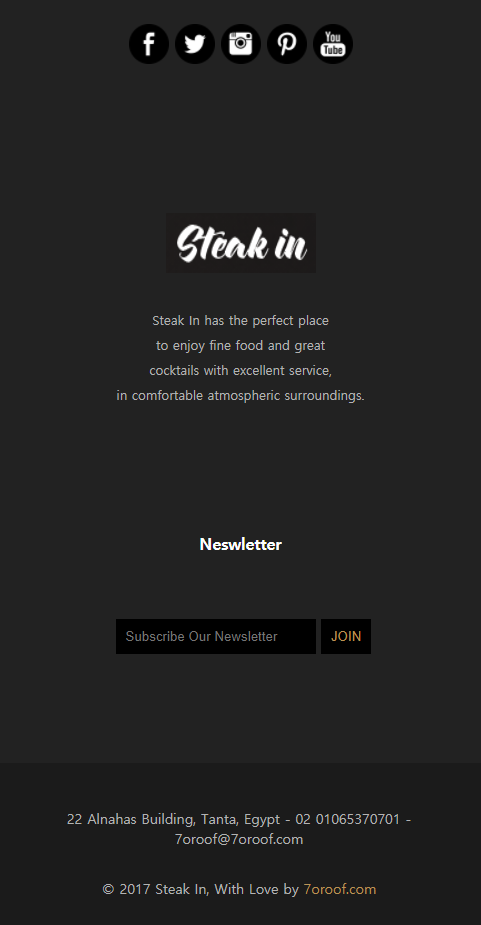 You
Tube
Steak in
Steak In has the perfect place
to enjoy fine food and great
cocktails with excellent service,
in comfortable atmospheric surroundings.
Neswletter
Subscribe Our Newsletter JOIN
22 Alnahas Building, Tanta, Egypt - 02 01065370701 -
7oroof@7oroof.com
© 2017 Steak In, With Love by 7oroof.com